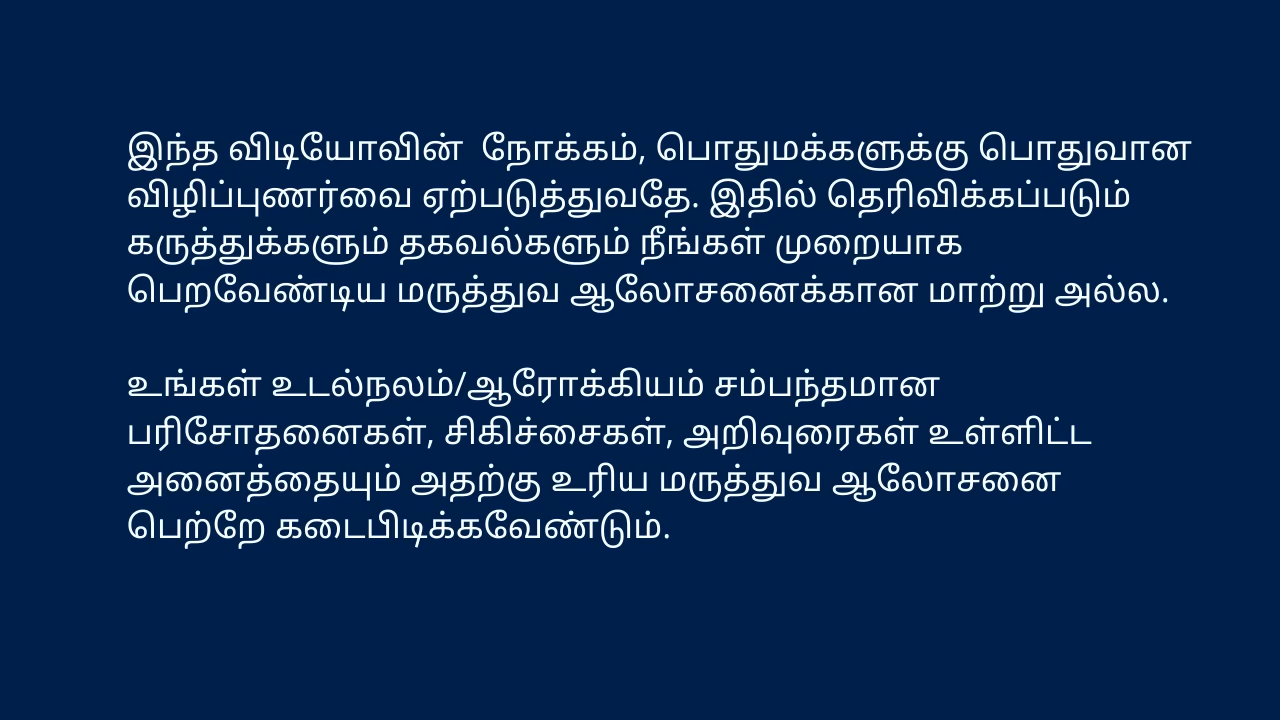 இந்த விடியோவின்  நோக்கம், பொதுமக்களுக்கு பொதுவான
விழிப்புணர்வை ஏற்படுத்துவதே. இதில் தெரிவிக்கப்படும்
கருத்துக்களும் தகவல்களும் நீங்கள் முறையாக
பெறவேண்டிய மருத்துவ ஆலோசனைக்கான மாற்று அல்ல.
உங்கள் உடல்நலம்/ஆரோக்கியம் சம்பந்தமான
பரிசோதனைகள், சிகிச்சைகள், அறிவுரைகள் உள்ளிட்ட
அனைத்தையும் அதற்கு உரிய மருத்துவ ஆலோசனை
பெற்றே கடைபிடிக்கவேண்டும்.